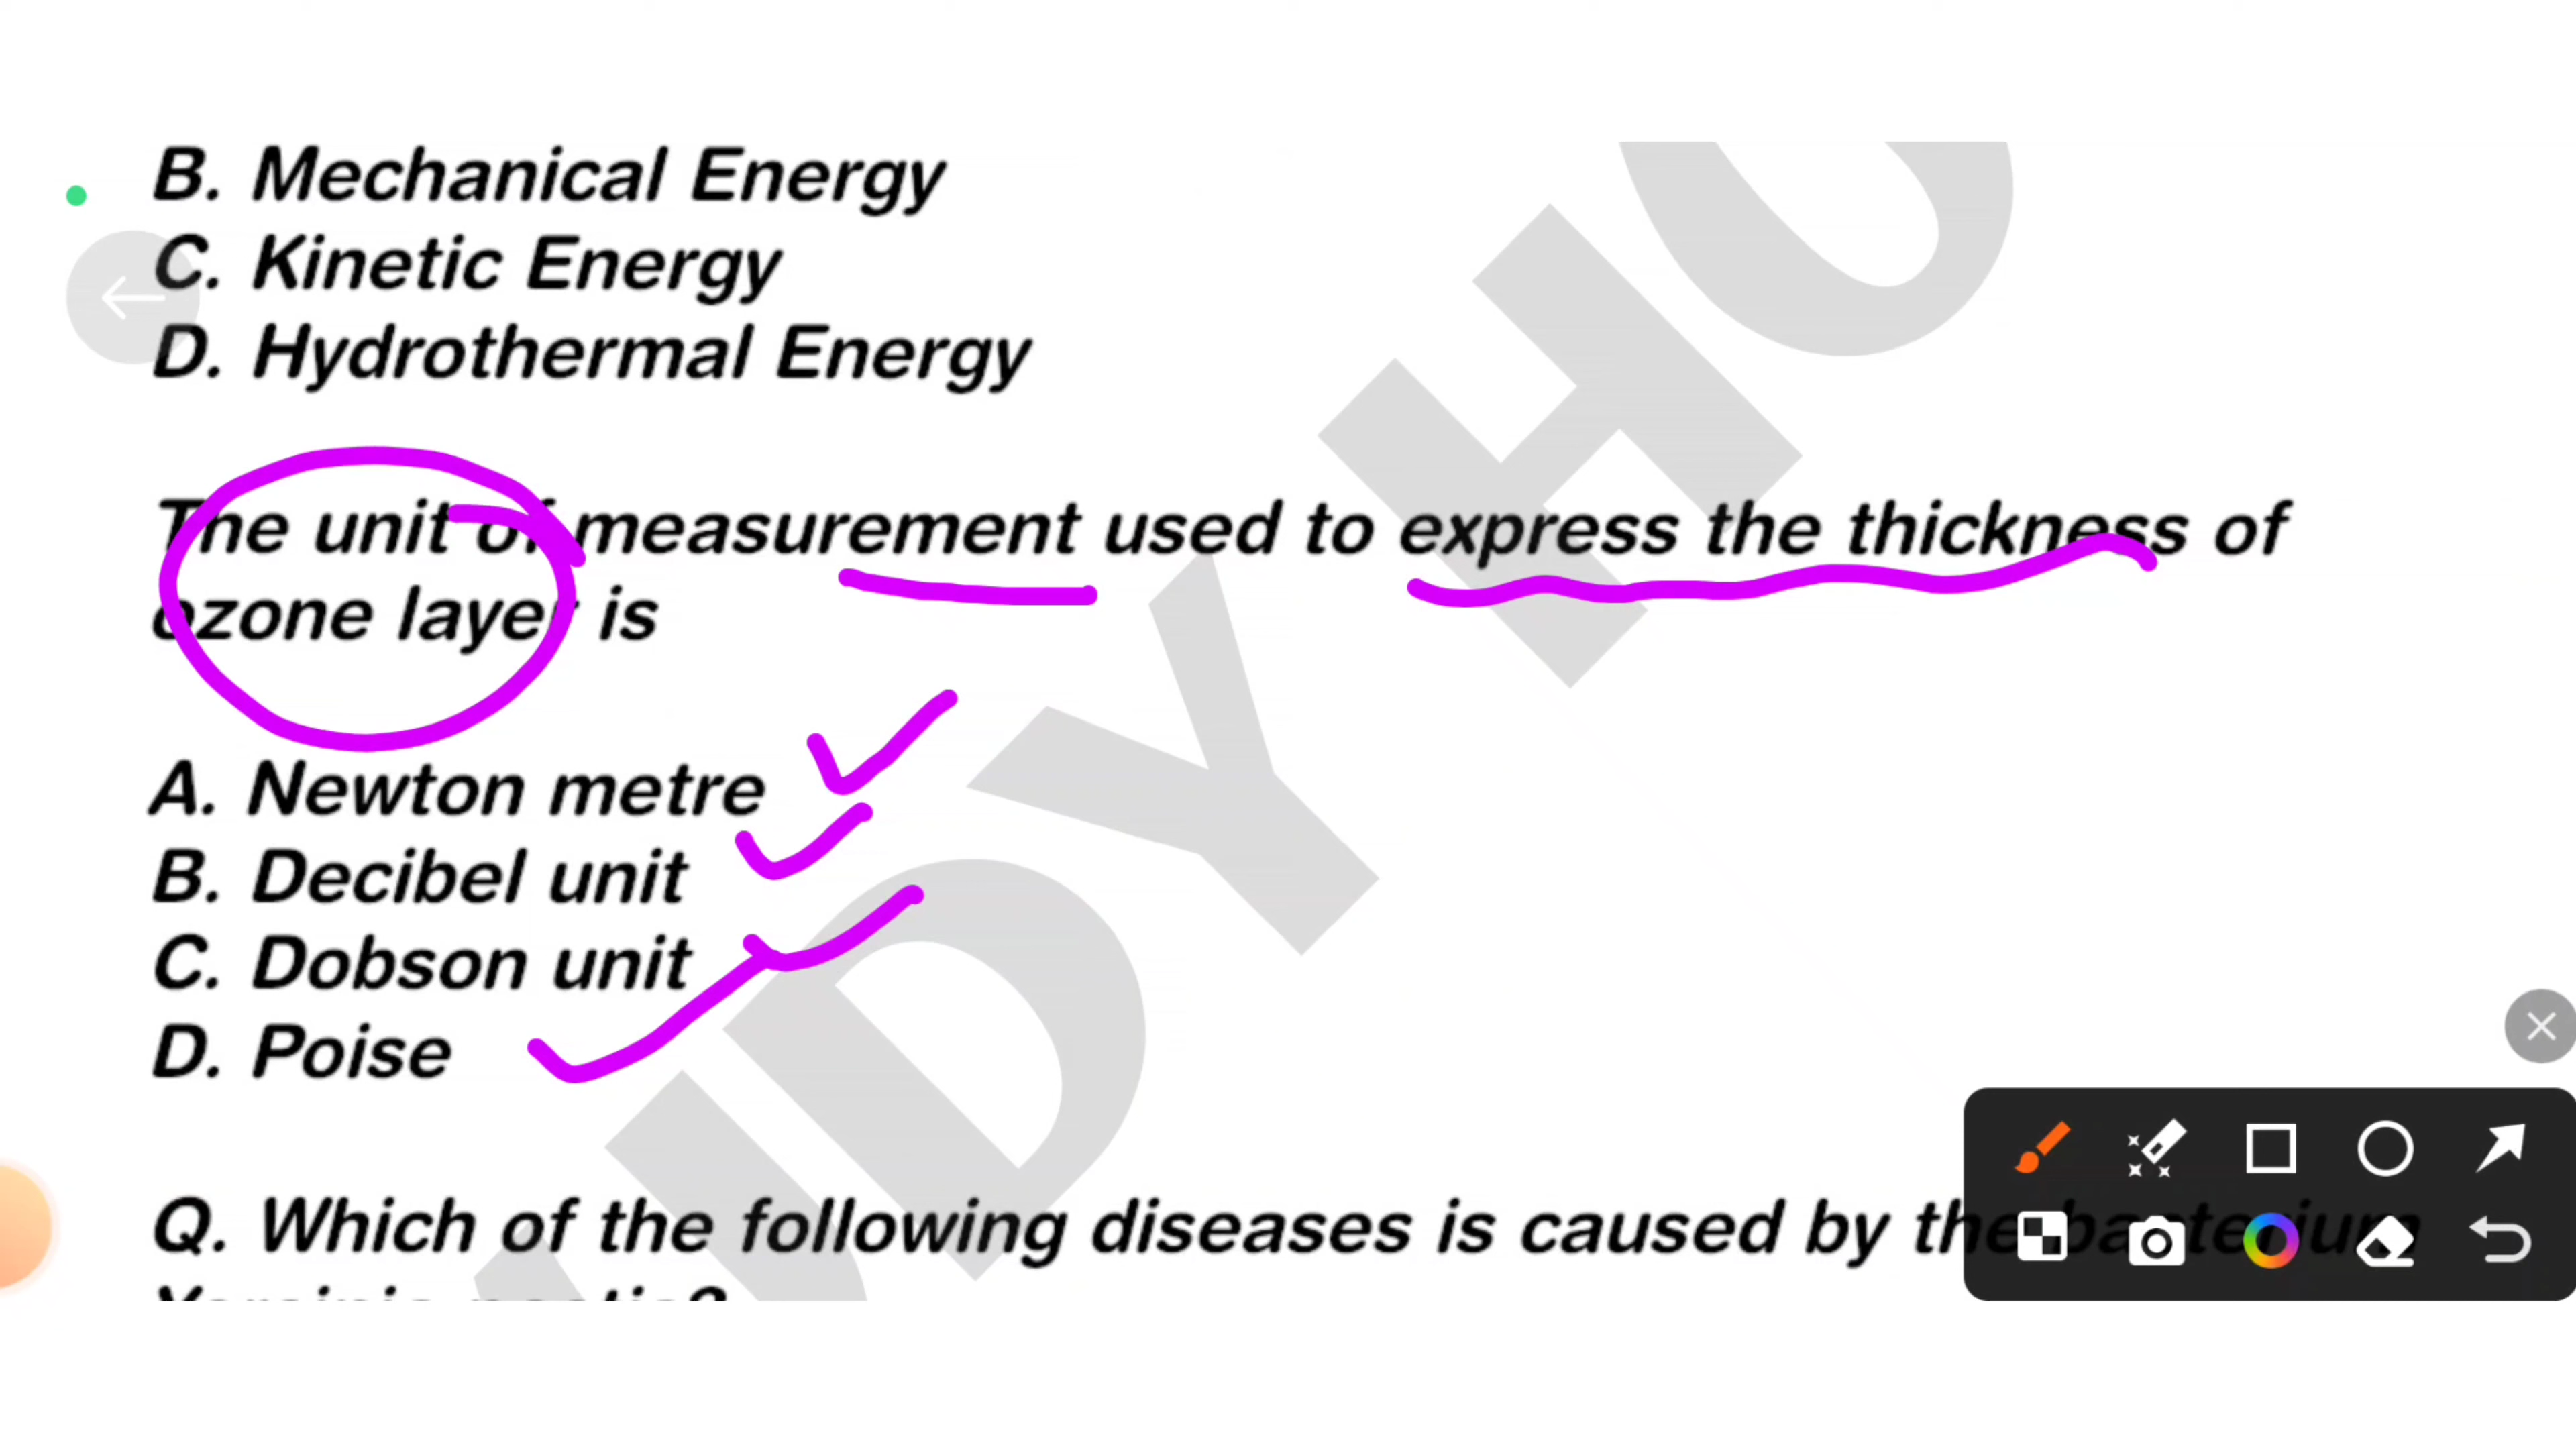 B. Mechanical Energy
C. Kinetic Energy
D. Hydrothermal Energy
The unit of measurement used to express the thickness of
ozone layer is
A. Newton metre
B. Decibel unit
C. Dobson unit
D. Poise
Q. Which of the following diseases is caused by the bacterium